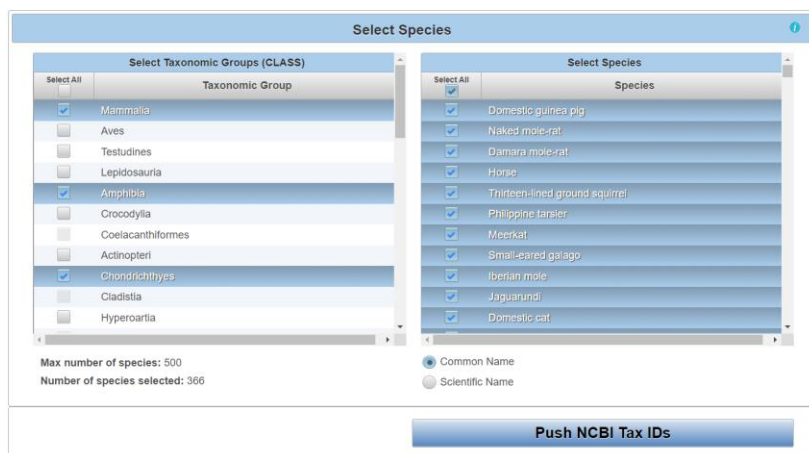 Select Species
Select Taxonomic Groups (CLASS)
Select All
Taxonomic Group
Mammalia
Aves
Testudines
Lepidosauria
Amphibia
Crocodylia
Coelacanthiformes
Actinopteri
Chondrichthyes
Cladistia
Hyperoartia
Select Species
Select All
Species
Domestic guinea pig
Naked mole-rat
Damara mole-rat
Horse
Thirteen-lined ground squirrel
Philippine tarsier
Meerkat
Small-eared galago
Iberian mole
Jaguarundi
Domestic cat
Max number of species: 500
Number of species selected: 366
Common Name
Scientific Name
Push NCBI Tax IDs